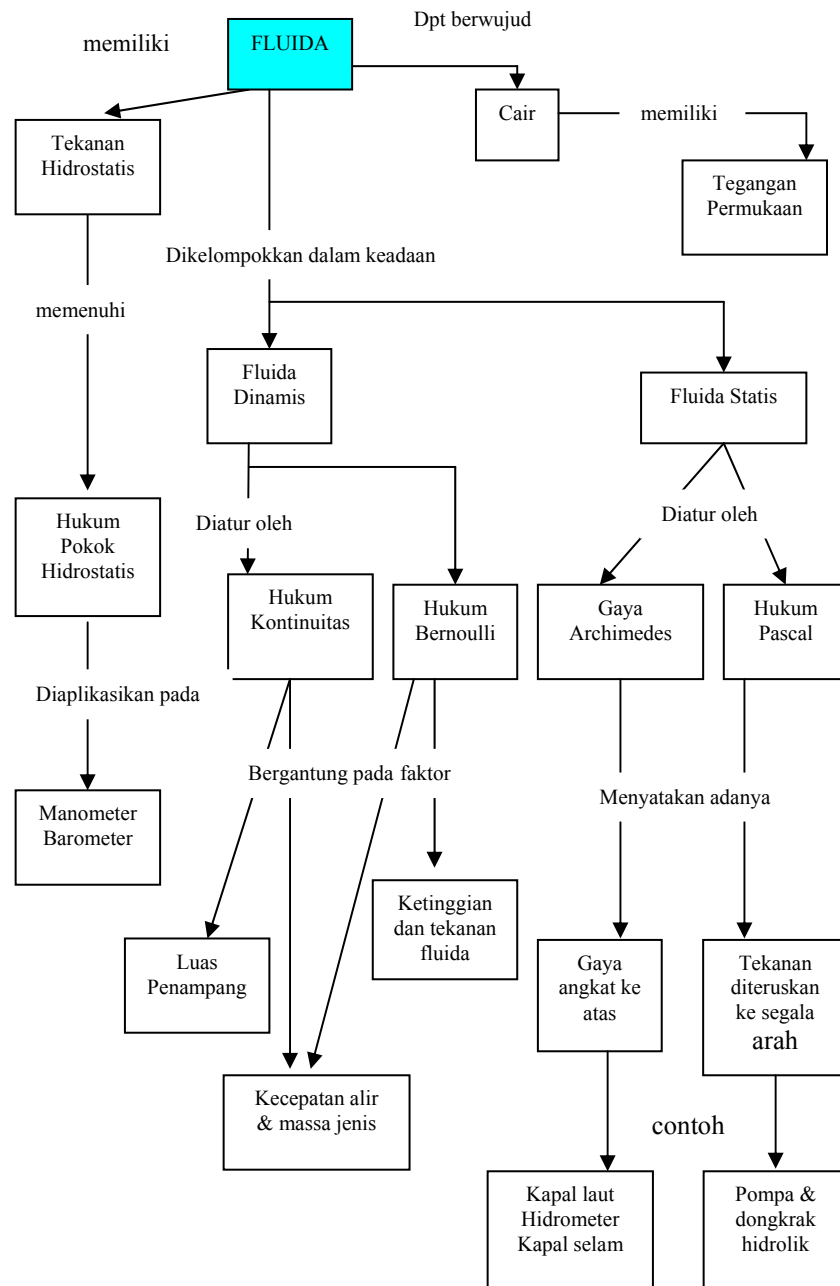 Dpt berwujud
memiliki
FLUIDA
Cair
memiliki
Tekanan
Hidrostatis
Tegangan
Permukaan
Dikelompokkan dalam keadaan
memenuhi
Fluida
Dinamis
Fluida Statis
Hukum
Pokok
Hidrostatis
Diatur oleh
Diatur oleh
Hukum
Kontinuitas
Hukum
Bernoulli
Gaya
Archimedes
Hukum
Pascal
Diaplikasikan pada
Bergantung pada faktor
Menyatakan adanya
Manometer
Barometer
Ketinggian
dan tekanan
fluida
Luas
Penampang
Gaya
angkat ke
atas
Tekanan
diteruskan
ke segala
arah
Kecepatan alir
& massa jenis
contoh
Kapal laut
Hidrometer
Kapal selam
Pompa &
dongkrak
hidrolik